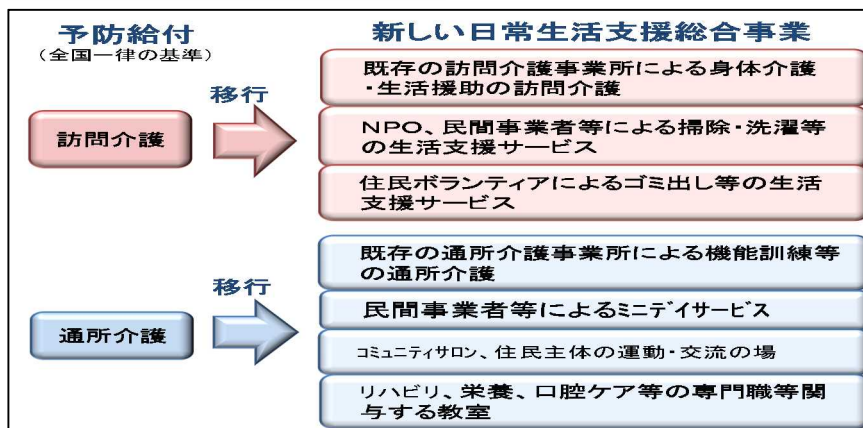 予防給付
(全国一律の基準)
新しい日常生活支援総合事業
移行
訪問介護
既存の訪問介護事業所による身体介護
・生活援助の訪問介護
NPO、民間事業者等による掃除・洗濯等
の生活支援サービス
住民ボランティアによるゴミ出し等の生活
支援サービス
移行
通所介護
既存の通所介護事業所による機能訓練等
の通所介護
民間事業者等によるミニデイサービス
コミュニティサロン、住民主体の運動・交流の場
リハビリ、栄養、口腔ケア等の専門職等関
与する教室